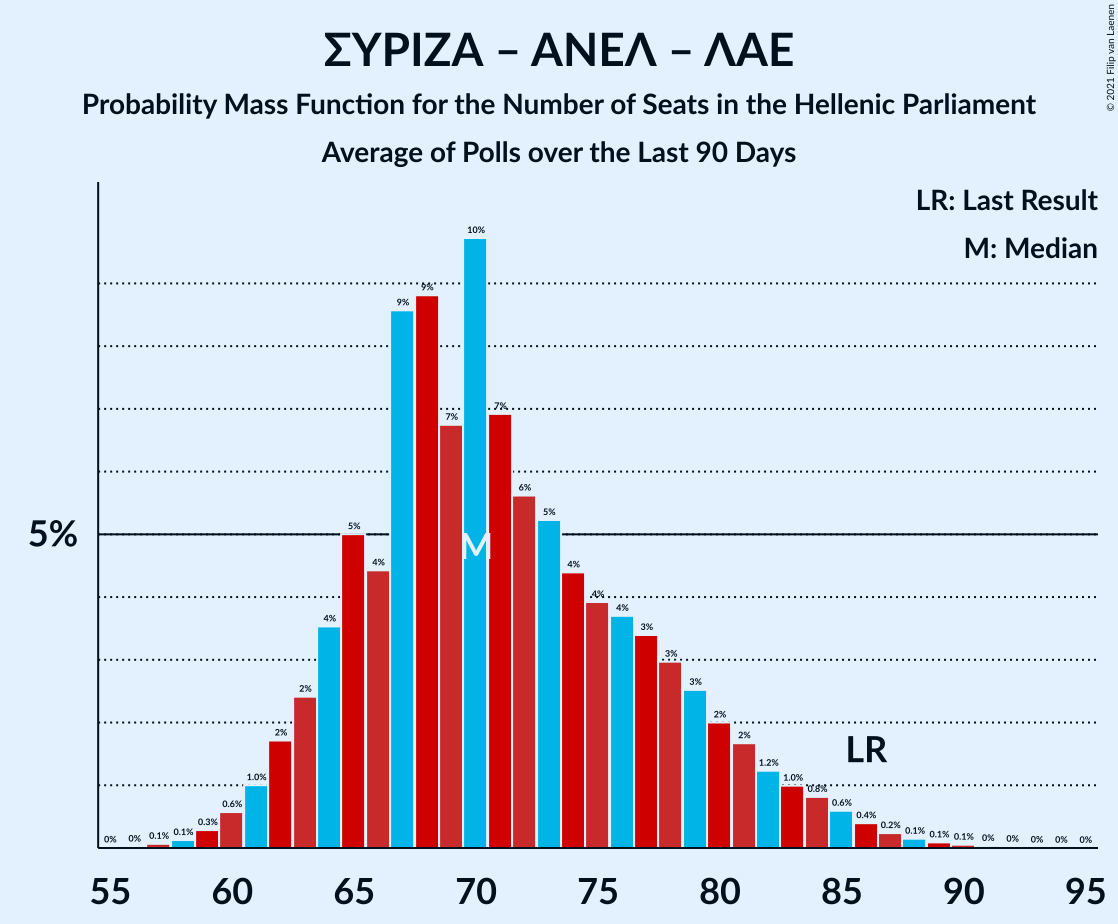 ΣΥΡΙΖΑ – ΑΝΕΛ – ΛΑΕ
Probability Mass Function for the Number of Seats in the Hellenic Parliament
Average of Polls over the Last 90 Days
© 2021 Filip van Laenen
LR: Last Result
M: Median
5%
0% 0% 0.1% 0.1% 0.3% 0.6% 1.0% 2% 2% 4% 5% 4% 9% 9% 7% 10% 7% 6% 5% 4% 4% 4% 3% 3% 3% 2% 2% 1.2% 1.0% 0.8% 0.6% 0.4% 0.2% 0.1% 0.1% 0.1% 0% 0% 0% 0% 0%
M
LR
55 60 65 70 75 80 85 90 95